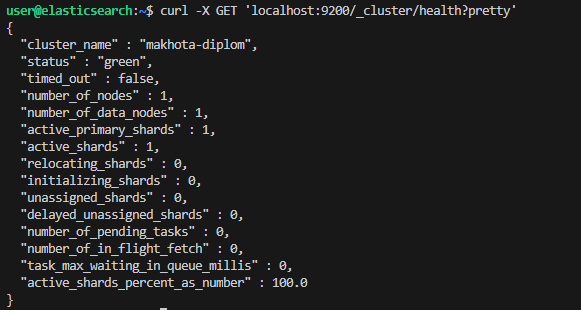 user@elasticsearch:~$ curl -X GET 'localhost:9200/_cluster/health?pretty'
{
  "cluster_name" : "makhota-diplom",
  "status" : "green",
  "timed_out" : false,
  "number_of_nodes" : 1,
  "number_of_data_nodes" : 1,
  "active_primary_shards" : 1,
  "active_shards" : 1,
  "relocating_shards" : 0,
  "initializing_shards" : 0,
  "unassigned_shards" : 0,
  "delayed_unassigned_shards" : 0,
  "number_of_pending_tasks" : 0,
  "number_of_in_flight_fetch" : 0,
  "task_max_waiting_in_queue_millis" : 0,
  "active_shards_percent_as_number" : 100.0
}